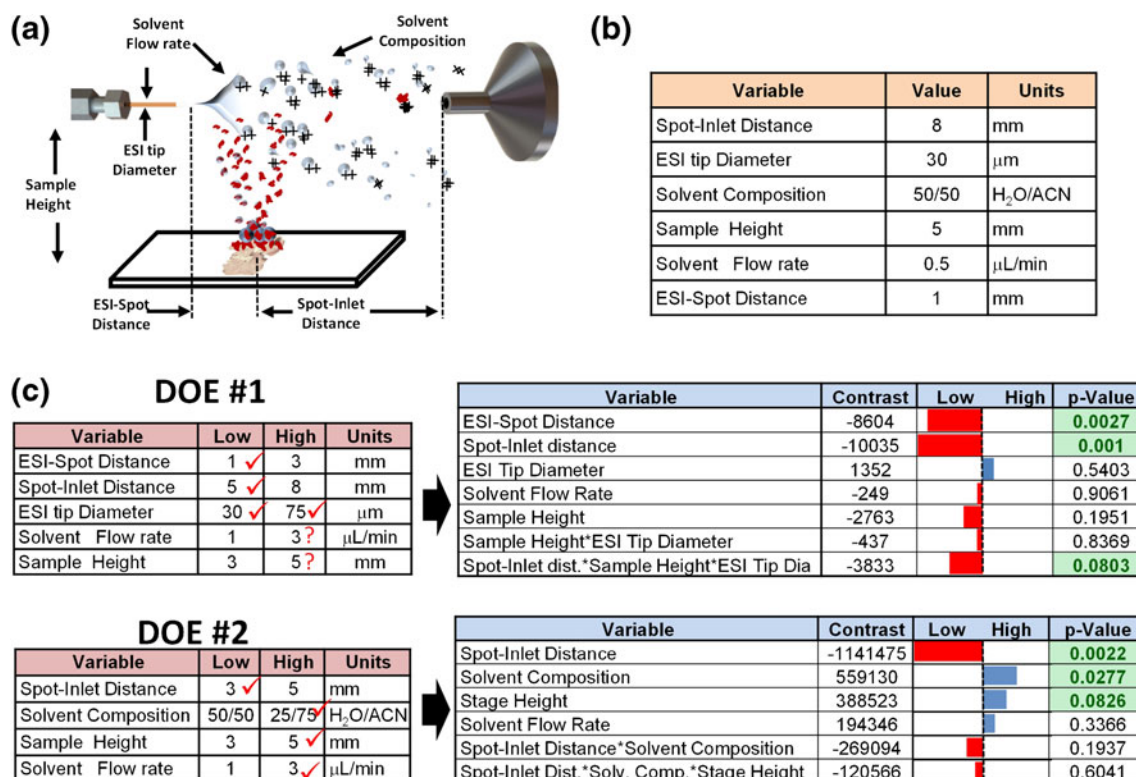 (a)
Solvent
Flow rate
Solvent
Composition
ESI tip
Diameter
Sample
Height
ESI-Spot
Distance
Spot-Inlet
Distance
(b)
Variable Value Units
Spot-Inlet Distance 8 mm
ESI tip Diameter 30 μm
Solvent Composition 50/50 H₂O/ACN
Sample Height 5 mm
Solvent Flow rate 0.5 μL/min
ESI-Spot Distance 1 mm
(c)
DOE #1
Variable Low High Units
ESI-Spot Distance 1 ✓ 3 mm
Spot-Inlet Distance 5 ✓ 8 mm
ESI tip Diameter 30 ✓ 75 ✓ μm
Solvent Flow rate 1 3 ? μL/min
Sample Height 3 5 ? mm
Variable Contrast Low High p-Value
ESI-Spot Distance -8604 0.0027
Spot-Inlet distance -10035 0.001
ESI Tip Diameter 1352 0.5403
Solvent Flow Rate -249 0.9061
Sample Height -2763 0.1951
Sample Height*ESI Tip Diameter -437 0.8369
Spot-Inlet dist.*Sample Height*ESI Tip Dia -3833 0.0803
DOE #2
Variable Low High Units
Spot-Inlet Distance 3 ✓ 5 mm
Solvent Composition 50/50 25/75 ✓ H₂O/ACN
Sample Height 3 5 ✓ mm
Solvent Flow rate 1 3 ✓ μL/min
Variable Contrast Low High p-Value
Spot-Inlet Distance -1141475 0.0022
Solvent Composition 559130 0.0277
Stage Height 388523 0.0826
Solvent Flow Rate 194346 0.3366
Spot-Inlet Distance*Solvent Composition -269094 0.1937
Spot-Inlet Dist.*Solv. Comp.*Stage Height -120566 0.6041